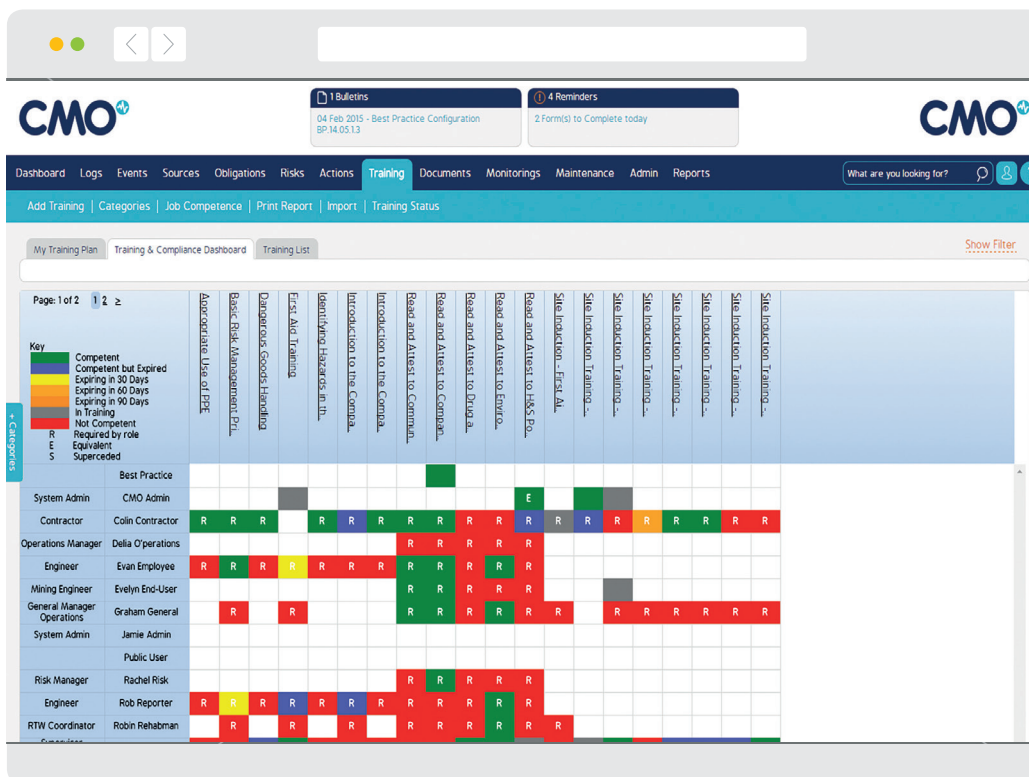 CMO
1 Bulletins
04 Feb 2015 - Best Practice Configuration
BP.14.05.1.3
4 Reminders
2 Form(s) to Complete today
CMO
Dashboard Logs Events Sources Obligations Risks Actions Training Documents Monitorings Maintenance Admin Reports
What are you looking for?
Add Training | Categories | Job Competence | Print Report | Import | Training Status
My Training Plan Training & Compliance Dashboard Training List
Show Filter
Page: 1 of 2 1 2 ≥
Key
Competent
Competent but Expired
Expiring in 30 Days
Expiring in 60 Days
Expiring in 90 Days
In Training
Not Competent
R Required by role
E Equivalent
S Superceded
+ Categories
Appropriate Use of PPE
Basic Risk Management Pri..
Dangerous Goods Handling
First Aid Training
Identifying Hazards in th..
Introduction to the Compa..
Introduction to the Compa..
Read and Attest to Commun..
Read and Attest to Compan..
Read and Attest to Drug a..
Read and Attest to Enviro..
Read and Attest to H&S Po..
Site Induction - First Ai..
Site Induction Training -..
Site Induction Training -..
Site Induction Training -..
Site Induction Training -..
Site Induction Training -..
Site Induction Training -..
Site Induction Training -..
Best Practice
System Admin CMO Admin E
Contractor Colin Contractor R R R R R R R R R R R R R R R R R R R
Operations Manager Delia O'perations R R R R R
Engineer Evan Employee R R R R R R R R R R R R
Mining Engineer Evelyn End-User R R R R R
General Manager Operations Graham General R R R R R R R R R R R R R R
System Admin Jamie Admin
Public User
Risk Manager Rachel Risk R R R R R
Engineer Rob Reporter R R R R R R R R R R R R
RTW Coordinator Robin Rehabman R R R R R R R R R